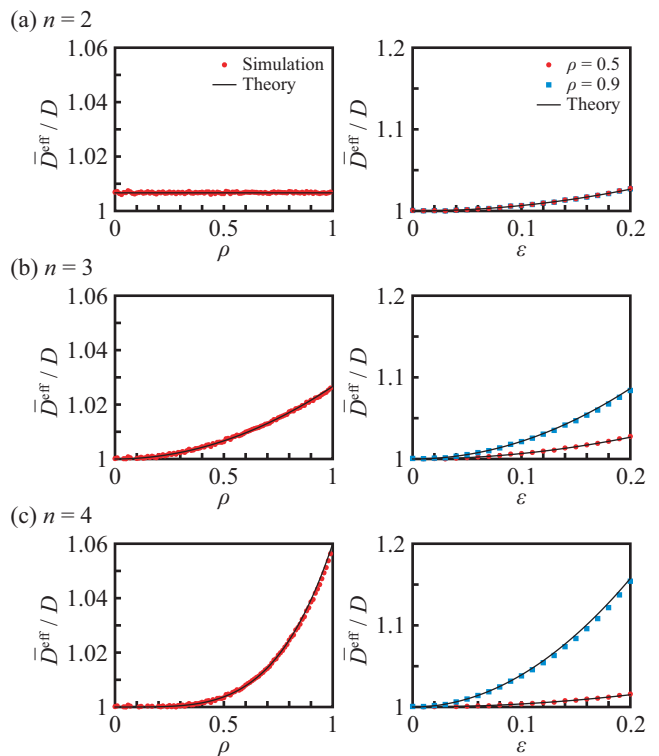 (a) n = 2
1.06
1.04
1.02
1
D̄ᵉᶠᶠ / D
Simulation
Theory
0
0.5
1
ρ
1.2
1.1
1
D̄ᵉᶠᶠ / D
ρ = 0.5
ρ = 0.9
Theory
0
0.1
0.2
ε
(b) n = 3
1.06
1.04
1.02
1
D̄ᵉᶠᶠ / D
0
0.5
1
ρ
1.2
1.1
1
D̄ᵉᶠᶠ / D
0
0.1
0.2
ε
(c) n = 4
1.06
1.04
1.02
1
D̄ᵉᶠᶠ / D
0
0.5
1
ρ
1.2
1.1
1
D̄ᵉᶠᶠ / D
0
0.1
0.2
ε